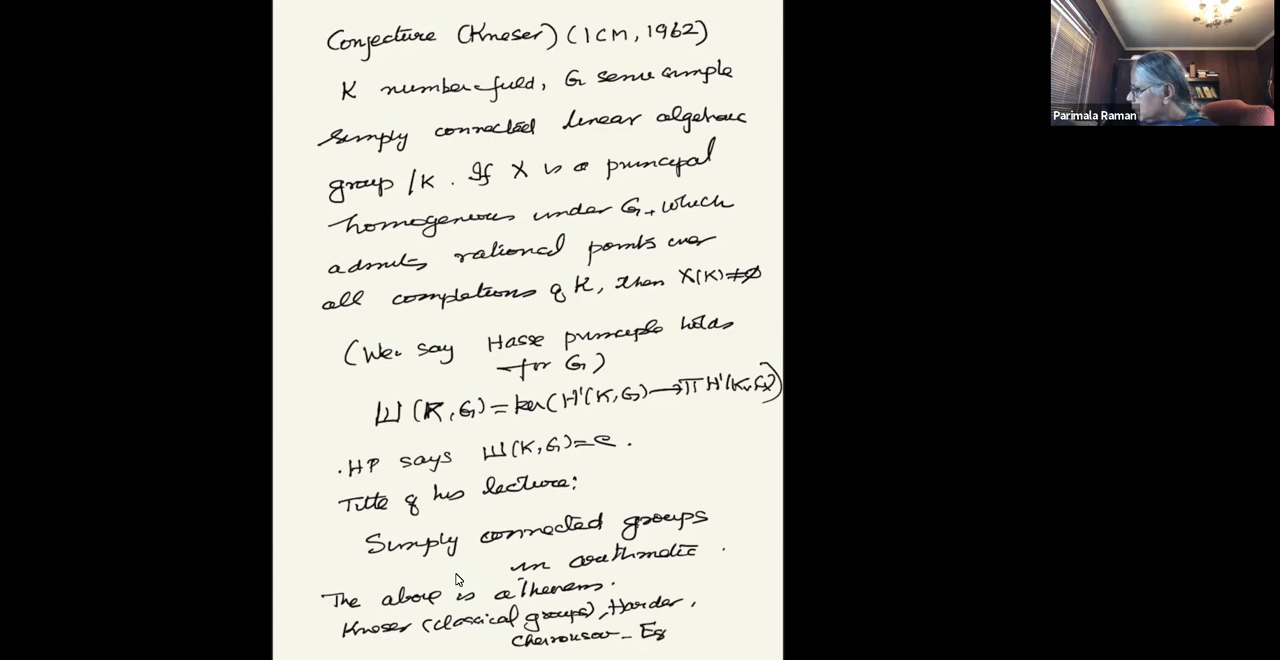 Conjecture (Kneser) (ICM, 1962)
K number field, G semi simple
simply connected linear algebraic
group /K. If X is a principal
homogeneous under G, which
admits rational points over
all completions of K, then X(K)≠∅
(We say Hasse principle holds
for G)
Ш(K,G)=ker(H'(K,G)→ΠH'(Kv,G))
.HP says Ш(K,G)=e.
Title of his lecture:
Simply connected groups
in arithmetic.
The above is a Theorem.
Kneser (classical groups), Harder,
Chernousov - E8
Parimala Raman